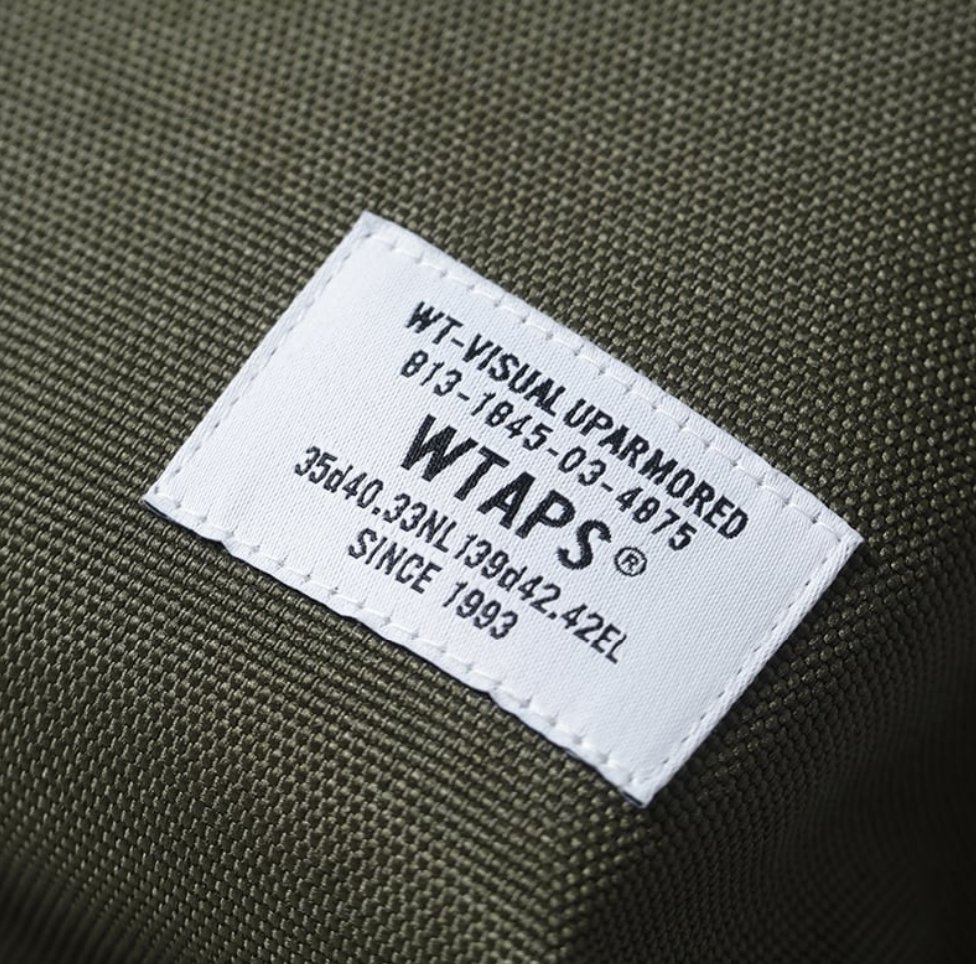 WT-VISUAL UPARMORED
813-1845-03-4875
WTAPS®
35d40.33NL139d42.42EL
SINCE 1993